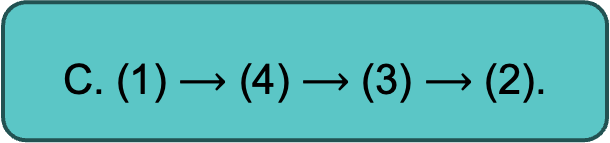 C. (1) ⟶ (4) ⟶ (3) ⟶ (2).